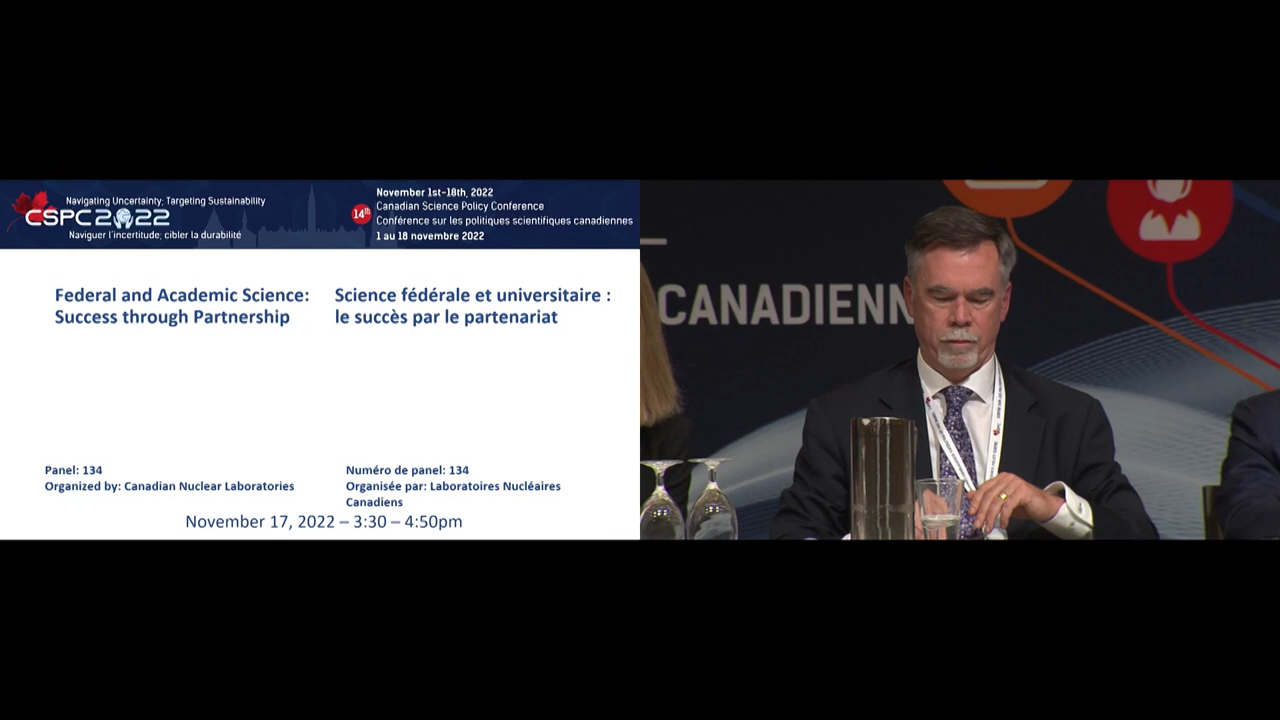 Navigating Uncertainty; Targeting Sustainability
CSPC 2022
Naviguer l'incertitude; cibler la durabilité
14th
November 1st-18th, 2022
Canadian Science Policy Conference
Conférence sur les politiques scientifiques canadiennes
1 au 18 novembre 2022
Federal and Academic Science:
Success through Partnership
Science fédérale et universitaire :
le succès par le partenariat
Panel: 134
Organized by: Canadian Nuclear Laboratories
Numéro de panel: 134
Organisée par: Laboratoires Nucléaires
Canadiens
November 17, 2022 – 3:30 – 4:50pm
CANADIENN